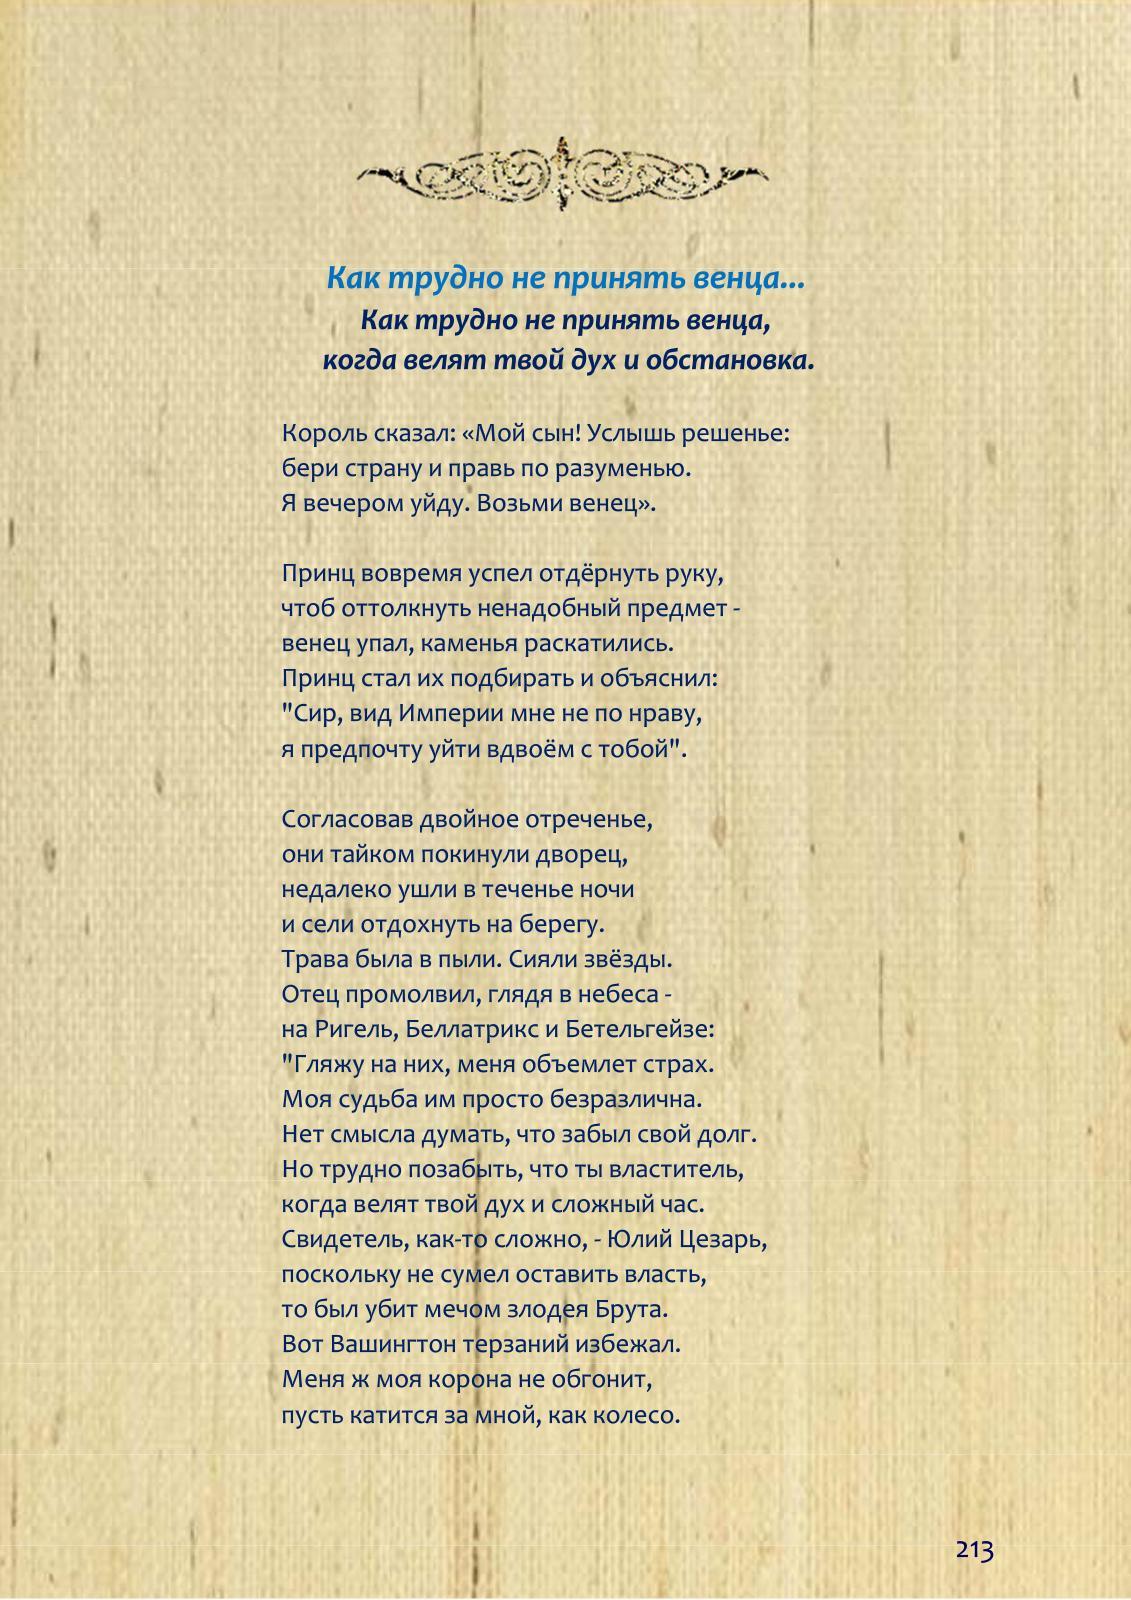 Как трудно не принять венца...
Как трудно не принять венца,
когда велят твой дух и обстановка.
Король сказал: «Мой сын! Услышь решенье:
бери страну и правь по разуменью.
Я вечером уйду. Возьми венец».
Принц вовремя успел отдёрнуть руку,
чтоб оттолкнуть ненадобный предмет -
венец упал, каменья раскатились.
Принц стал их подбирать и объяснил:
"Сир, вид Империи мне не по нраву,
я предпочту уйти вдвоём с тобой".
Согласовав двойное отреченье,
они тайком покинули дворец,
недалеко ушли в теченье ночи
и сели отдохнуть на берегу.
Трава была в пыли. Сияли звёзды.
Отец промолвил, глядя в небеса -
на Ригель, Беллатрикс и Бетельгейзе:
"Гляжу на них, меня объемлет страх.
Моя судьба им просто безразлична.
Нет смысла думать, что забыл свой долг.
Но трудно позабыть, что ты властитель,
когда велят твой дух и сложный час.
Свидетель, как-то сложно, - Юлий Цезарь,
поскольку не сумел оставить власть,
то был убит мечом злодея Брута.
Вот Вашингтон терзаний избежал.
Меня ж моя корона не обгонит,
пусть катится за мной, как колесо.
213